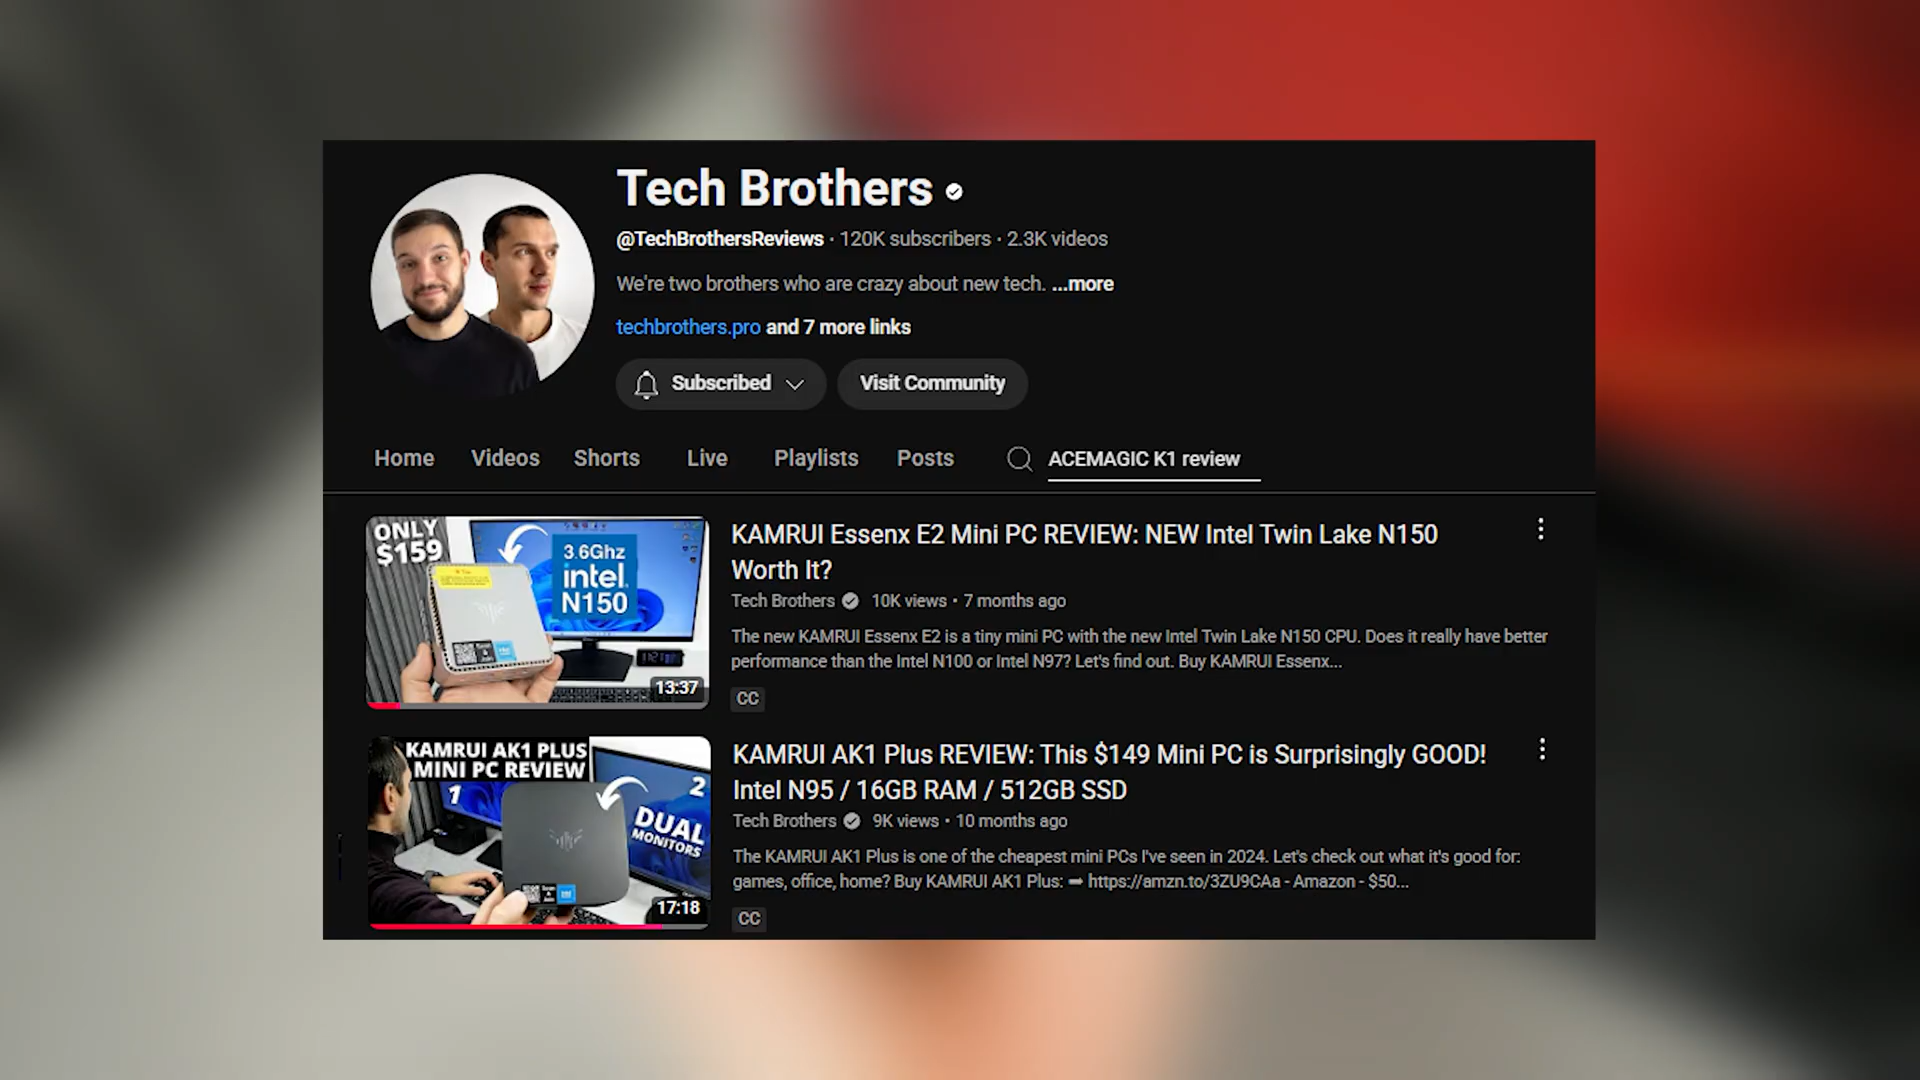 Tech Brothers
@TechBrothersReviews · 120K subscribers · 2.3K videos
We're two brothers who are crazy about new tech. ...more
techbrothers.pro and 7 more links
Subscribed
Visit Community
Home Videos Shorts Live Playlists Posts ACEMAGIC K1 review
ONLY
$159
3.6Ghz
intel.
N150
13:37
KAMRUI Essenx E2 Mini PC REVIEW: NEW Intel Twin Lake N150
Worth It?
Tech Brothers 10K views • 7 months ago
The new KAMRUI Essenx E2 is a tiny mini PC with the new Intel Twin Lake N150 CPU. Does it really have better
performance than the Intel N100 or Intel N97? Let's find out. Buy KAMRUI Essenx...
CC
KAMRUI AK1 PLUS
MINI PC REVIEW
1
2
DUAL
MONITORS
17:18
KAMRUI AK1 Plus REVIEW: This $149 Mini PC is Surprisingly GOOD!
Intel N95 / 16GB RAM / 512GB SSD
Tech Brothers 9K views • 10 months ago
The KAMRUI AK1 Plus is one of the cheapest mini PCs I've seen in 2024. Let's check out what it's good for:
games, office, home? Buy KAMRUI AK1 Plus: ➡ https://amzn.to/3ZU9CAa - Amazon - $50...
CC